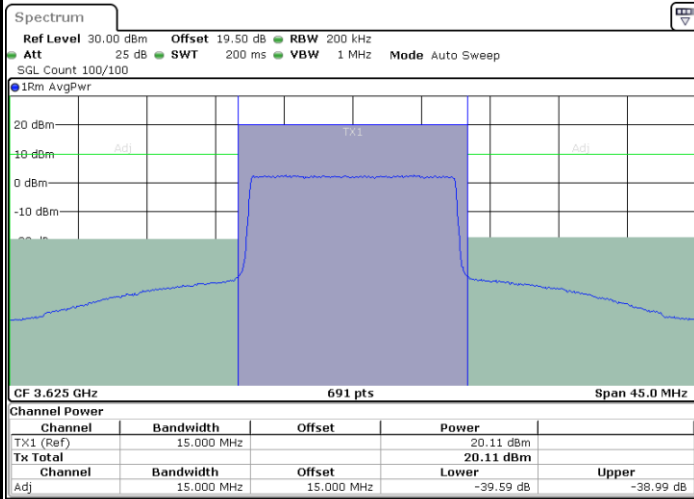 Spectrum
Ref Level 30.00 dBm Offset 19.50 dB RBW 200 kHz
Att 25 dB SWT 200 ms VBW 1 MHz Mode Auto Sweep
SGL Count 100/100
1Rm AvgPwr
20 dBm
TX1
Adj
Adj
10 dBm
0 dBm
-10 dBm
CF 3.625 GHz 691 pts Span 45.0 MHz
Channel Power
Channel Bandwidth Offset Power
TX1 (Ref) 15.000 MHz 20.11 dBm
Tx Total 20.11 dBm
Channel Bandwidth Offset Lower Upper
Adj 15.000 MHz 15.000 MHz -39.59 dB -38.99 dB